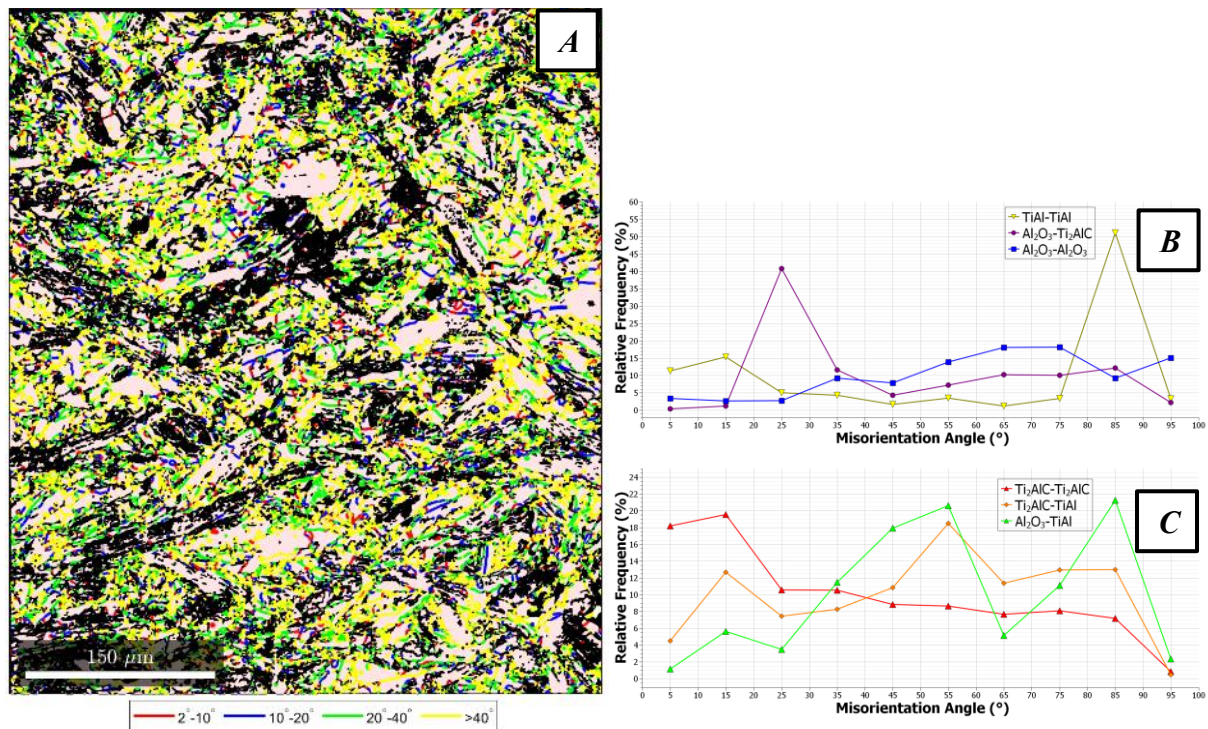 A
150 μm
2°-10°
10°-20°
20°-40°
>40°
B
Relative Frequency (%)
60
55
50
45
40
35
30
25
20
15
10
5
0
TiAl-TiAl
Al₂O₃-Ti₂AlC
Al₂O₃-Al₂O₃
0 5 10 15 20 25 30 35 40 45 50 55 60 65 70 75 80 85 90 95 100
Misorientation Angle (°)
C
Relative Frequency (%)
24
22
20
18
16
14
12
10
8
6
4
2
0
Ti₂AlC-Ti₂AlC
Ti₂AlC-TiAl
Al₂O₃-TiAl
0 5 10 15 20 25 30 35 40 45 50 55 60 65 70 75 80 85 90 95 100
Misorientation Angle (°)